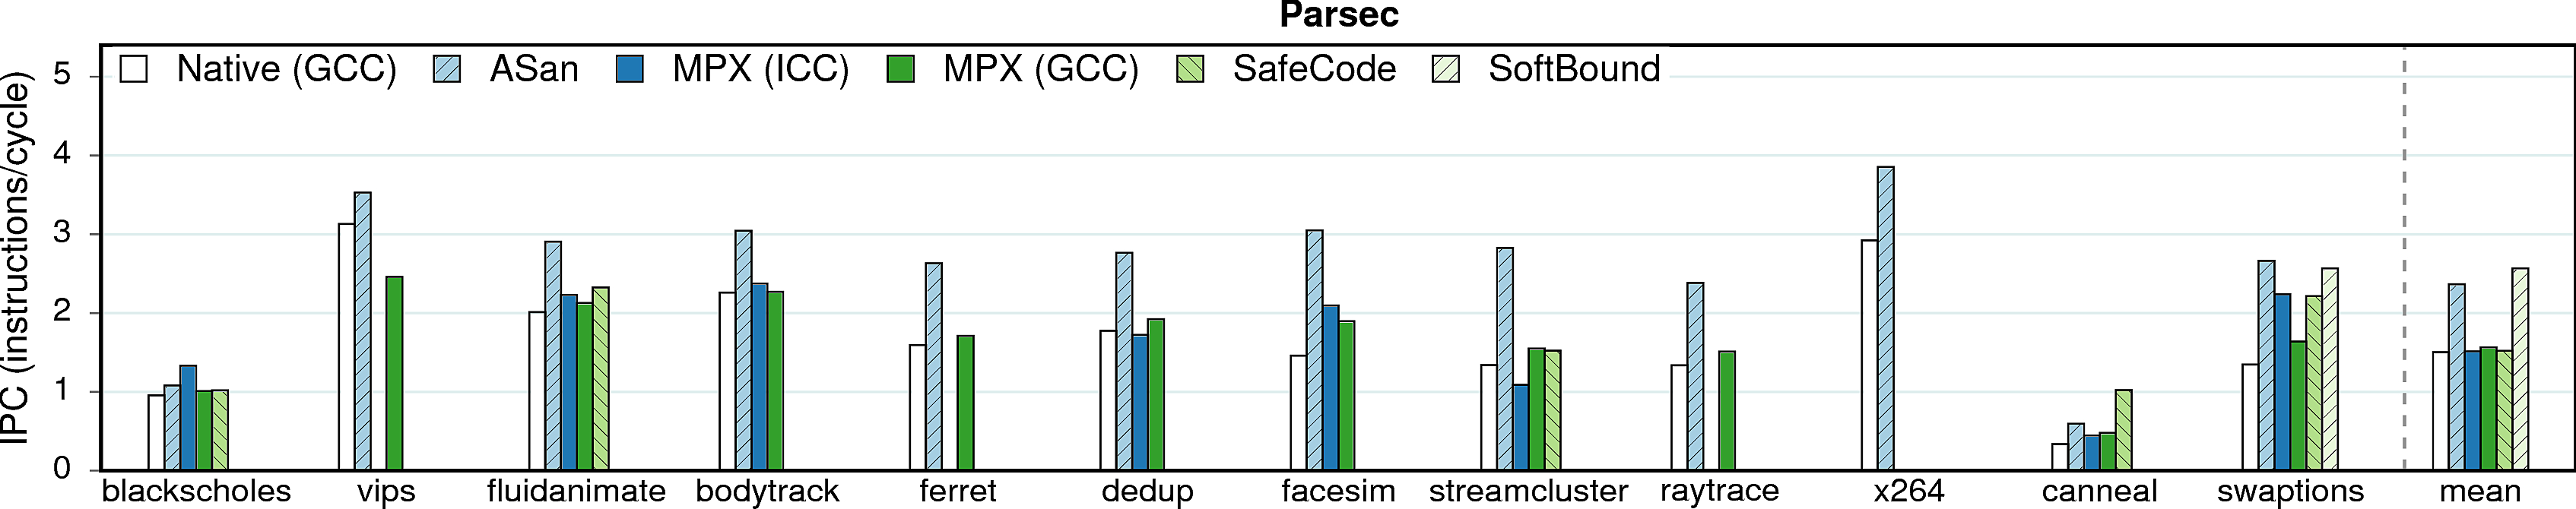 Parsec
Native (GCC) ASan MPX (ICC) MPX (GCC) SafeCode SoftBound
IPC (instructions/cycle)
5
4
3
2
1
0
blackscholes vips fluidanimate bodytrack ferret dedup facesim streamcluster raytrace x264 canneal swaptions mean